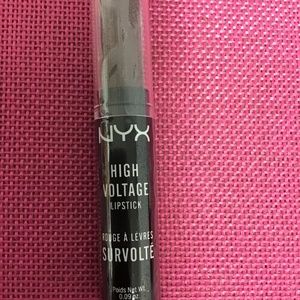 NYX
HIGH
VOLTAGE
LIPSTICK
ROUGE À LÈVRES
SURVOLTÉ
Poids Net Wt.
0.09 oz